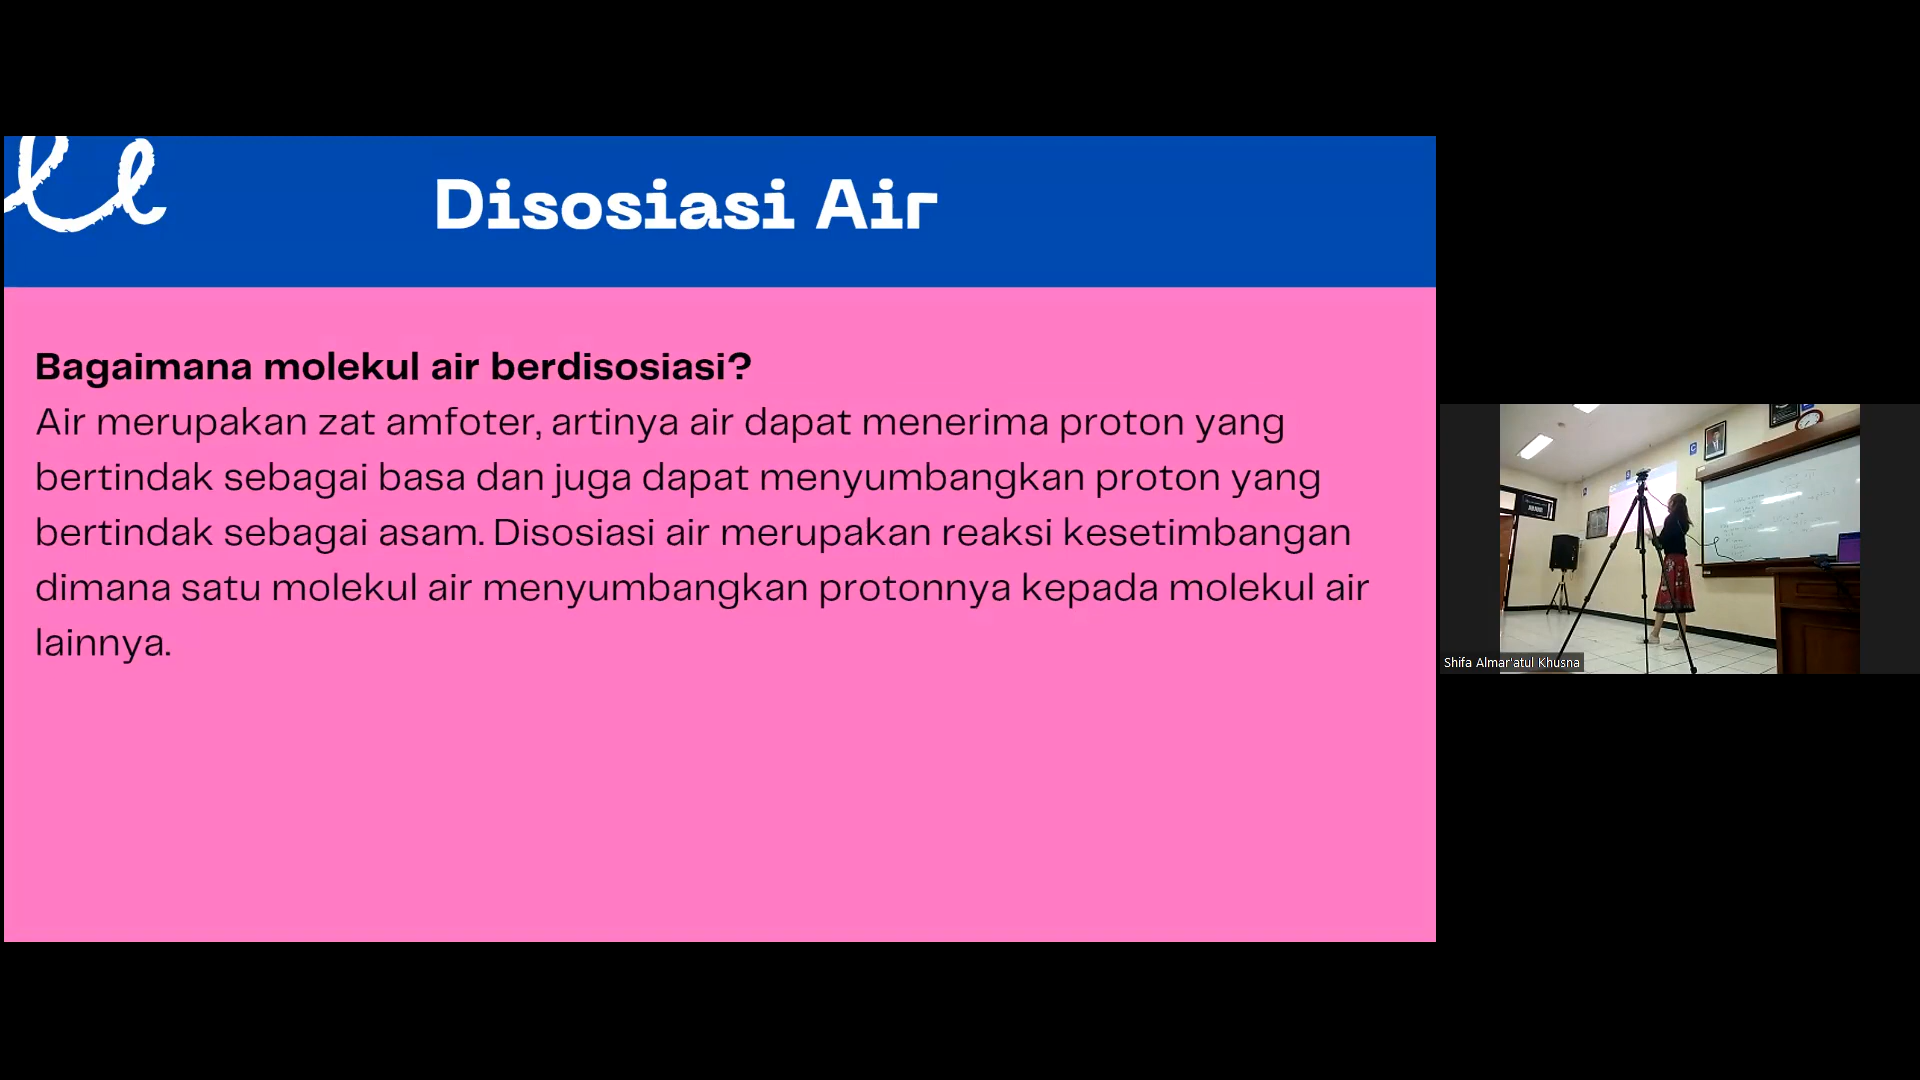 Disosiasi Air
Bagaimana molekul air berdisosiasi?
Air merupakan zat amfoter, artinya air dapat menerima proton yang
bertindak sebagai basa dan juga dapat menyumbangkan proton yang
bertindak sebagai asam. Disosiasi air merupakan reaksi kesetimbangan
dimana satu molekul air menyumbangkan protonnya kepada molekul air
lainnya.
Shifa Almar'atul Khusna